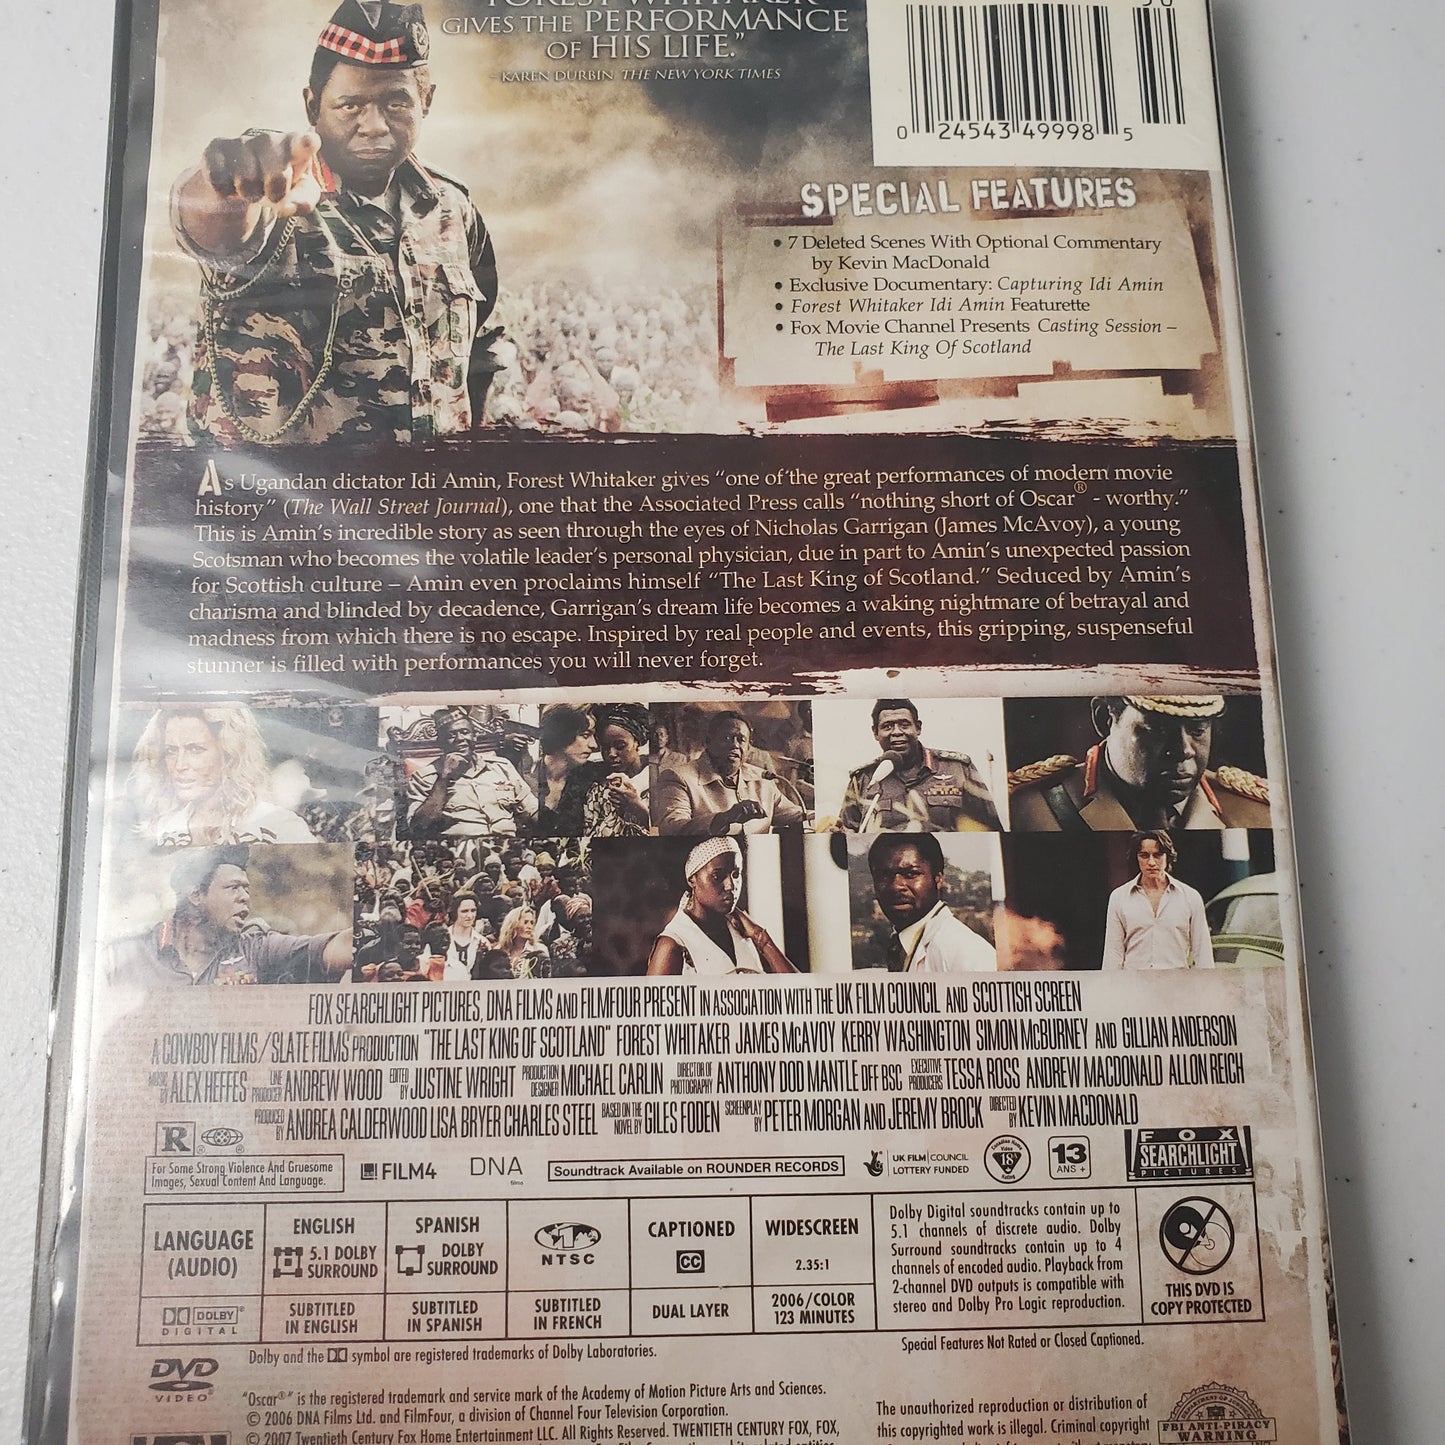 FOREST WHITAKER
GIVES THE PERFORMANCE
OF HIS LIFE."
- KAREN DURBIN THE NEW YORK TIMES
0 24543 49998 5
SPECIAL FEATURES
• 7 Deleted Scenes With Optional Commentary
by Kevin MacDonald
• Exclusive Documentary: Capturing Idi Amin
• Forest Whitaker Idi Amin Featurette
• Fox Movie Channel Presents Casting Session –
The Last King Of Scotland
As Ugandan dictator Idi Amin, Forest Whitaker gives "one of the great performances of modern movie
history" (The Wall Street Journal), one that the Associated Press calls "nothing short of Oscar® - worthy."
This is Amin's incredible story as seen through the eyes of Nicholas Garrigan (James McAvoy), a young
Scotsman who becomes the volatile leader's personal physician, due in part to Amin's unexpected passion
for Scottish culture – Amin even proclaims himself "The Last King of Scotland." Seduced by Amin's
charisma and blinded by decadence, Garrigan's dream life becomes a waking nightmare of betrayal and
madness from which there is no escape. Inspired by real people and events, this gripping, suspenseful
stunner is filled with performances you will never forget.
FOX SEARCHLIGHT PICTURES, DNA FILMS AND FILMFOUR PRESENT IN ASSOCIATION WITH THE UK FILM COUNCIL AND SCOTTISH SCREEN
A COWBOY FILMS/SLATE FILMS PRODUCTION "THE LAST KING OF SCOTLAND" FOREST WHITAKER JAMES McAVOY KERRY WASHINGTON SIMON McBURNEY AND GILLIAN ANDERSON
MUSIC BY ALEX HEFFES LINE PRODUCER ANDREW WOOD EDITED BY JUSTINE WRIGHT PRODUCTION DESIGNER MICHAEL CARLIN DIRECTOR OF PHOTOGRAPHY ANTHONY DOD MANTLE DFF BSC EXECUTIVE PRODUCERS TESSA ROSS ANDREW MACDONALD ALLON REICH
PRODUCED BY ANDREA CALDERWOOD LISA BRYER CHARLES STEEL BASED ON THE NOVEL BY GILES FODEN SCREENPLAY BY PETER MORGAN AND JEREMY BROCK DIRECTED BY KEVIN MACDONALD
R ®
For Some Strong Violence And Gruesome
Images, Sexual Content And Language.
FILM4
DNA
films
Soundtrack Available on ROUNDER RECORDS
UK FILM COUNCIL
LOTTERY FUNDED
Canadian Home
Video
18A
Rated
13
ANS +
FOX
SEARCHLIGHT
PICTURES
LANGUAGE
(AUDIO)
ENGLISH
5.1 DOLBY
SURROUND
SPANISH
DOLBY
SURROUND
NTSC
CAPTIONED
CC
WIDESCREEN
2.35:1
DOLBY
DIGITAL
SUBTITLED
IN ENGLISH
SUBTITLED
IN SPANISH
SUBTITLED
IN FRENCH
DUAL LAYER
2006/COLOR
123 MINUTES
Dolby Digital soundtracks contain up to
5.1 channels of discrete audio. Dolby
Surround soundtracks contain up to 4
channels of encoded audio. Playback from
2-channel DVD outputs is compatible with
stereo and Dolby Pro Logic reproduction.
THIS DVD IS
COPY PROTECTED
Dolby and the symbol are registered trademarks of Dolby Laboratories.
Special Features Not Rated or Closed Captioned.
DVD
VIDEO
"Oscar®" is the registered trademark and service mark of the Academy of Motion Picture Arts and Sciences.
© 2006 DNA Films Ltd. and FilmFour, a division of Channel Four Television Corporation.
© 2007 Twentieth Century Fox Home Entertainment LLC. All Rights Reserved. TWENTIETH CENTURY FOX, FOX,
The unauthorized reproduction or distribution of
this copyrighted work is illegal. Criminal copyright
FBI ANTI-PIRACY
WARNING